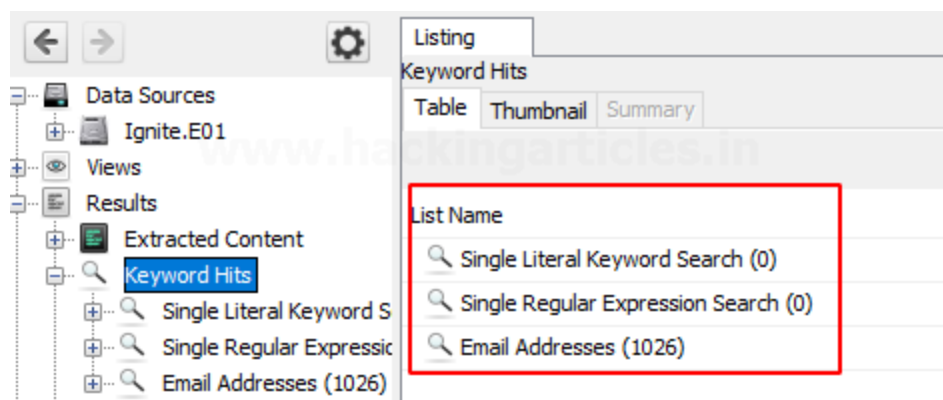 Listing
Keyword Hits
Table Thumbnail Summary
www.hackingarticles.in
Data Sources
Ignite.E01
Views
Results
Extracted Content
Keyword Hits
Single Literal Keyword S
Single Regular Expressic
Email Addresses (1026)
List Name
Single Literal Keyword Search (0)
Single Regular Expression Search (0)
Email Addresses (1026)